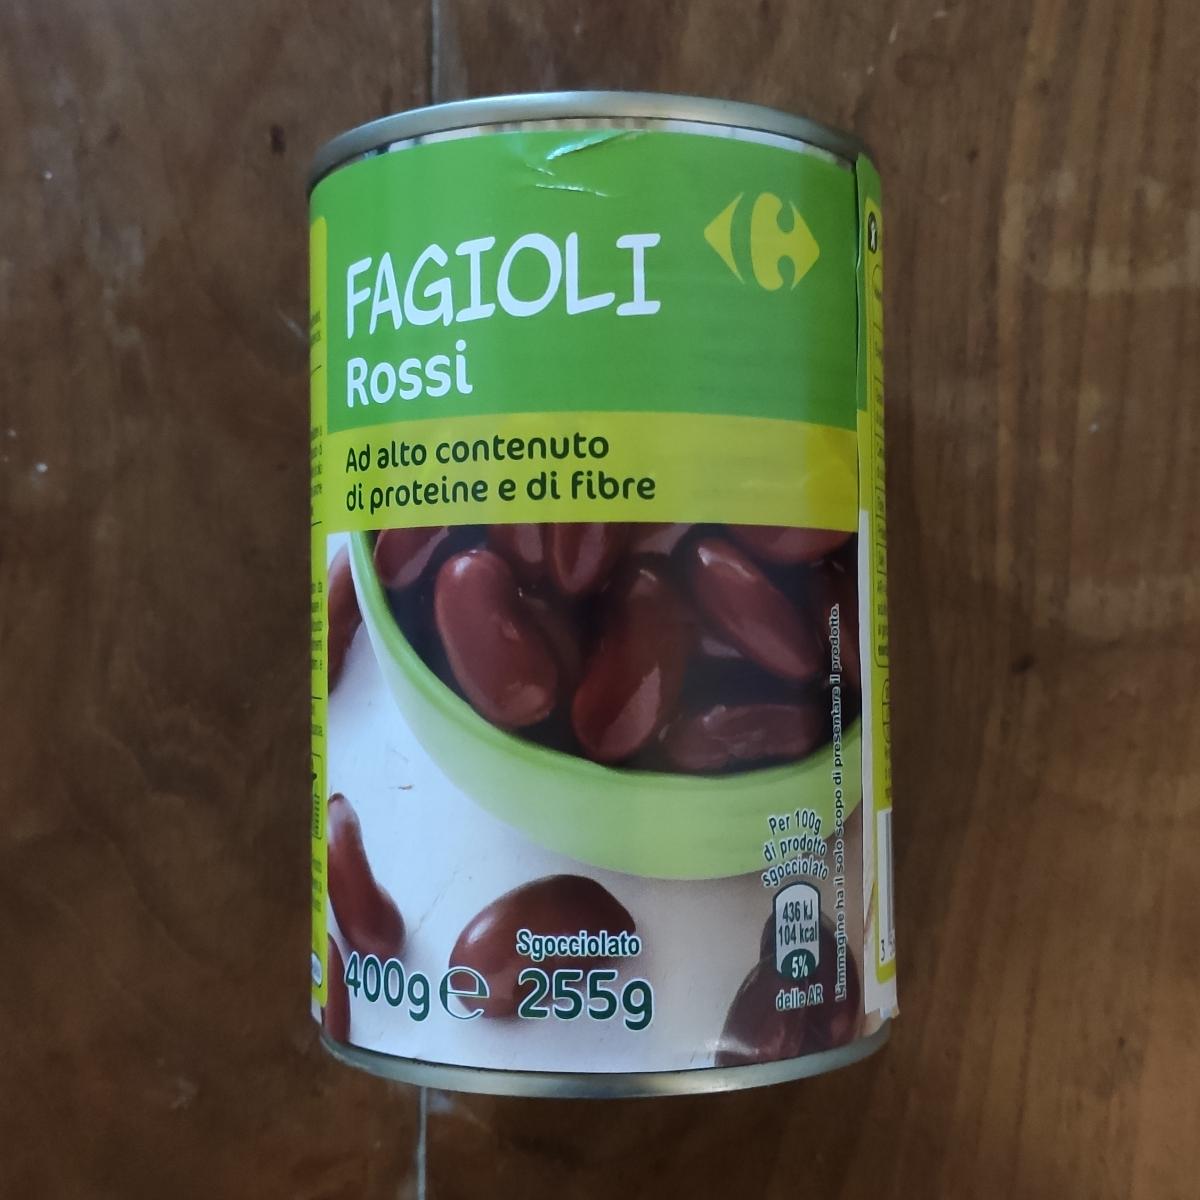 FAGIOLI
Rossi
Ad alto contenuto
di proteine e di fibre
Per 100g
di prodotto
sgocciolato
436 kJ
104 kcal
5%
delle AR
L'immagine ha il solo scopo di presentare il prodotto.
Sgocciolato
400g e 255g